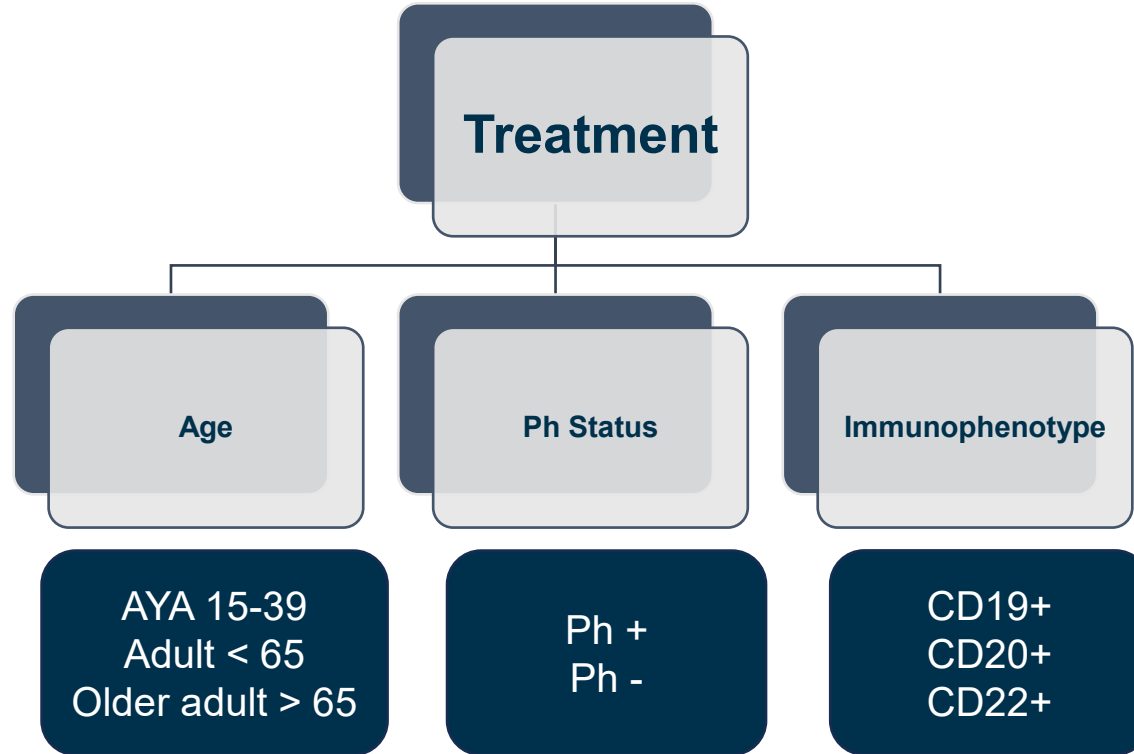 Treatment
Age
Ph Status
Immunophenotype
AYA 15-39
Adult < 65
Older adult > 65
Ph +
Ph -
CD19+
CD20+
CD22+